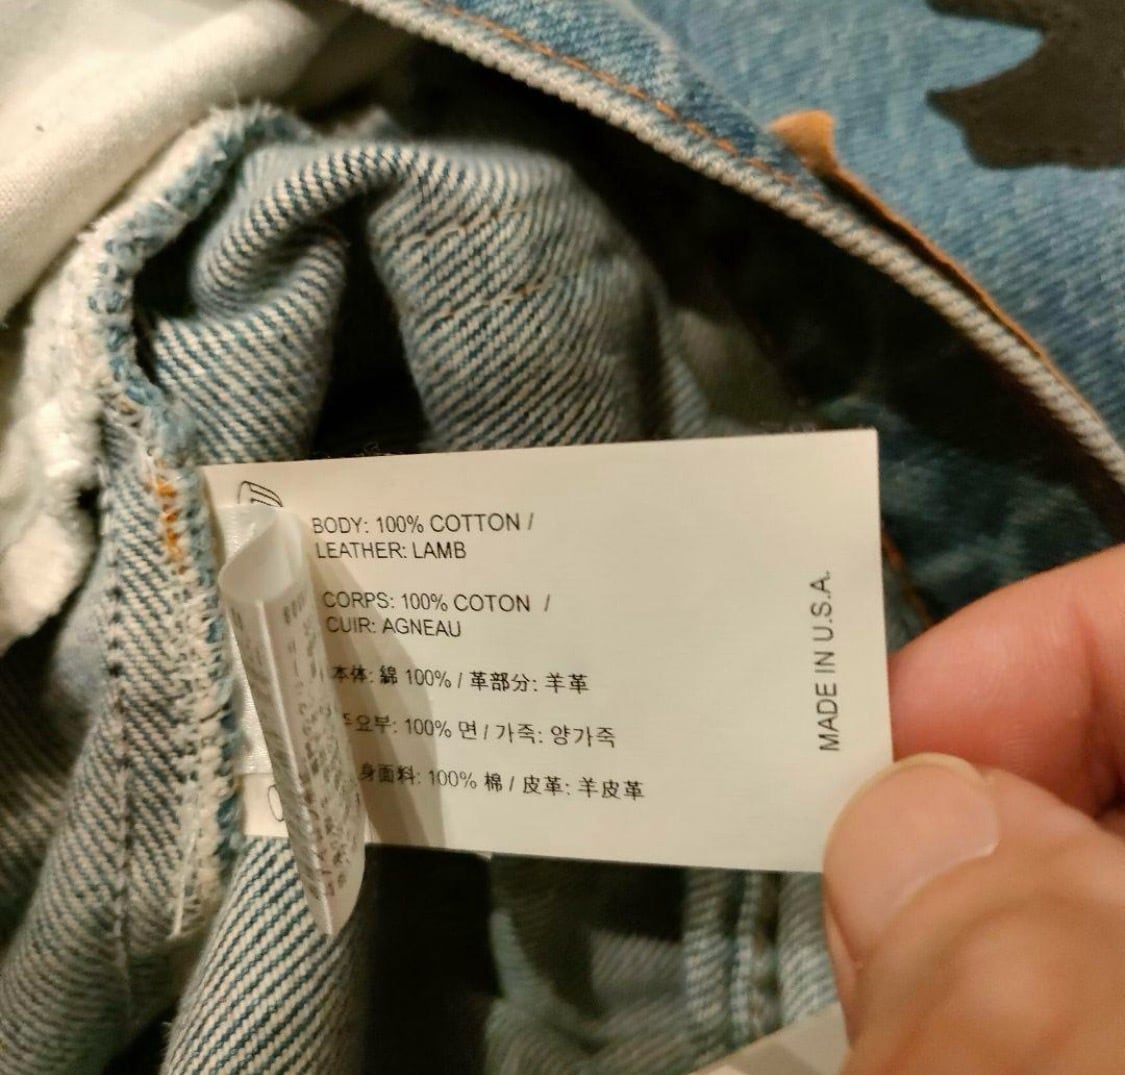 BODY: 100% COTTON /
LEATHER: LAMB
CORPS: 100% COTON /
CUIR: AGNEAU
本体: 綿 100% / 革部分: 羊革
요부: 100% 면 / 가죽: 양가죽
身面料: 100% 棉 / 皮革: 羊皮革
MADE IN U.S.A.